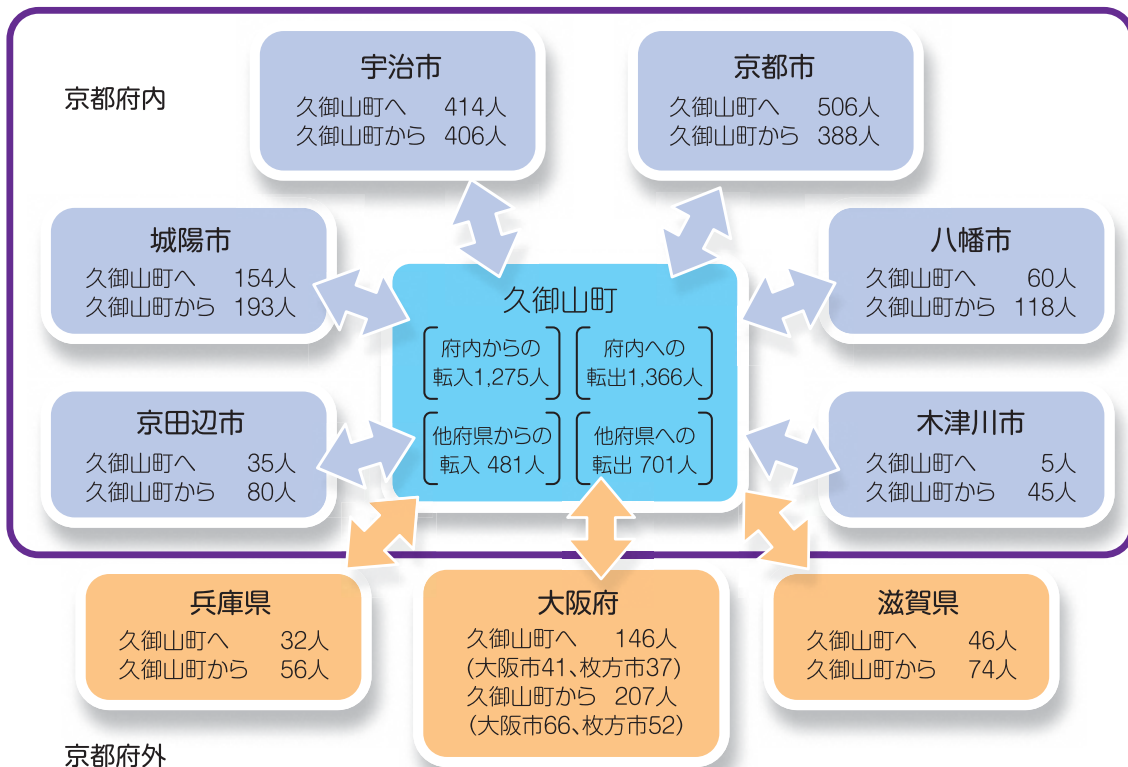 京都府内
宇治市
久御山町へ 414人
久御山町から 406人
京都市
久御山町へ 506人
久御山町から 388人
城陽市
久御山町へ 154人
久御山町から 193人
八幡市
久御山町へ 60人
久御山町から 118人
久御山町
府内からの
転入1,275人
府内への
転出1,366人
他府県からの
転入 481人
他府県への
転出 701人
京田辺市
久御山町へ 35人
久御山町から 80人
木津川市
久御山町へ 5人
久御山町から 45人
兵庫県
久御山町へ 32人
久御山町から 56人
大阪府
久御山町へ 146人
(大阪市41、枚方市37)
久御山町から 207人
(大阪市66、枚方市52)
滋賀県
久御山町へ 46人
久御山町から 74人
京都府外